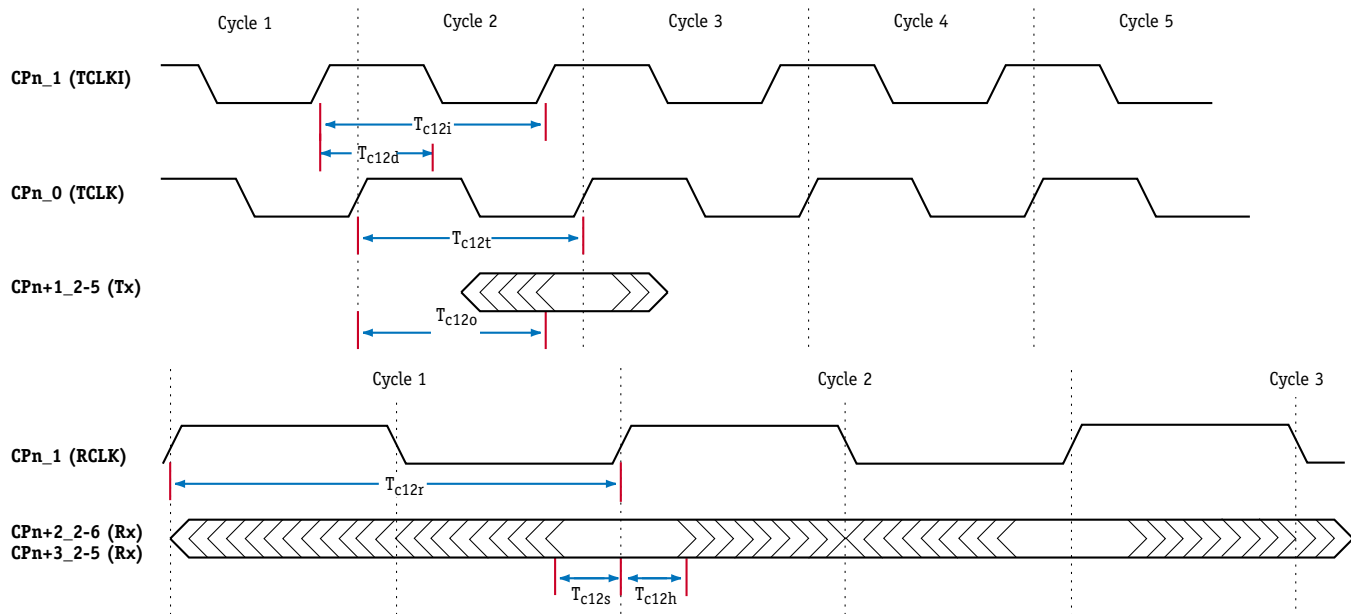 Cycle 1 Cycle 2 Cycle 3 Cycle 4 Cycle 5
CPn_1 (TCLKI)
Tc12i
Tc12d
CPn_0 (TCLK)
Tc12t
CPn+1_2-5 (Tx)
Tc12o
Cycle 1 Cycle 2 Cycle 3
CPn_1 (RCLK)
Tc12r
CPn+2_2-6 (Rx)
CPn+3_2-5 (Rx)
Tc12s Tc12h